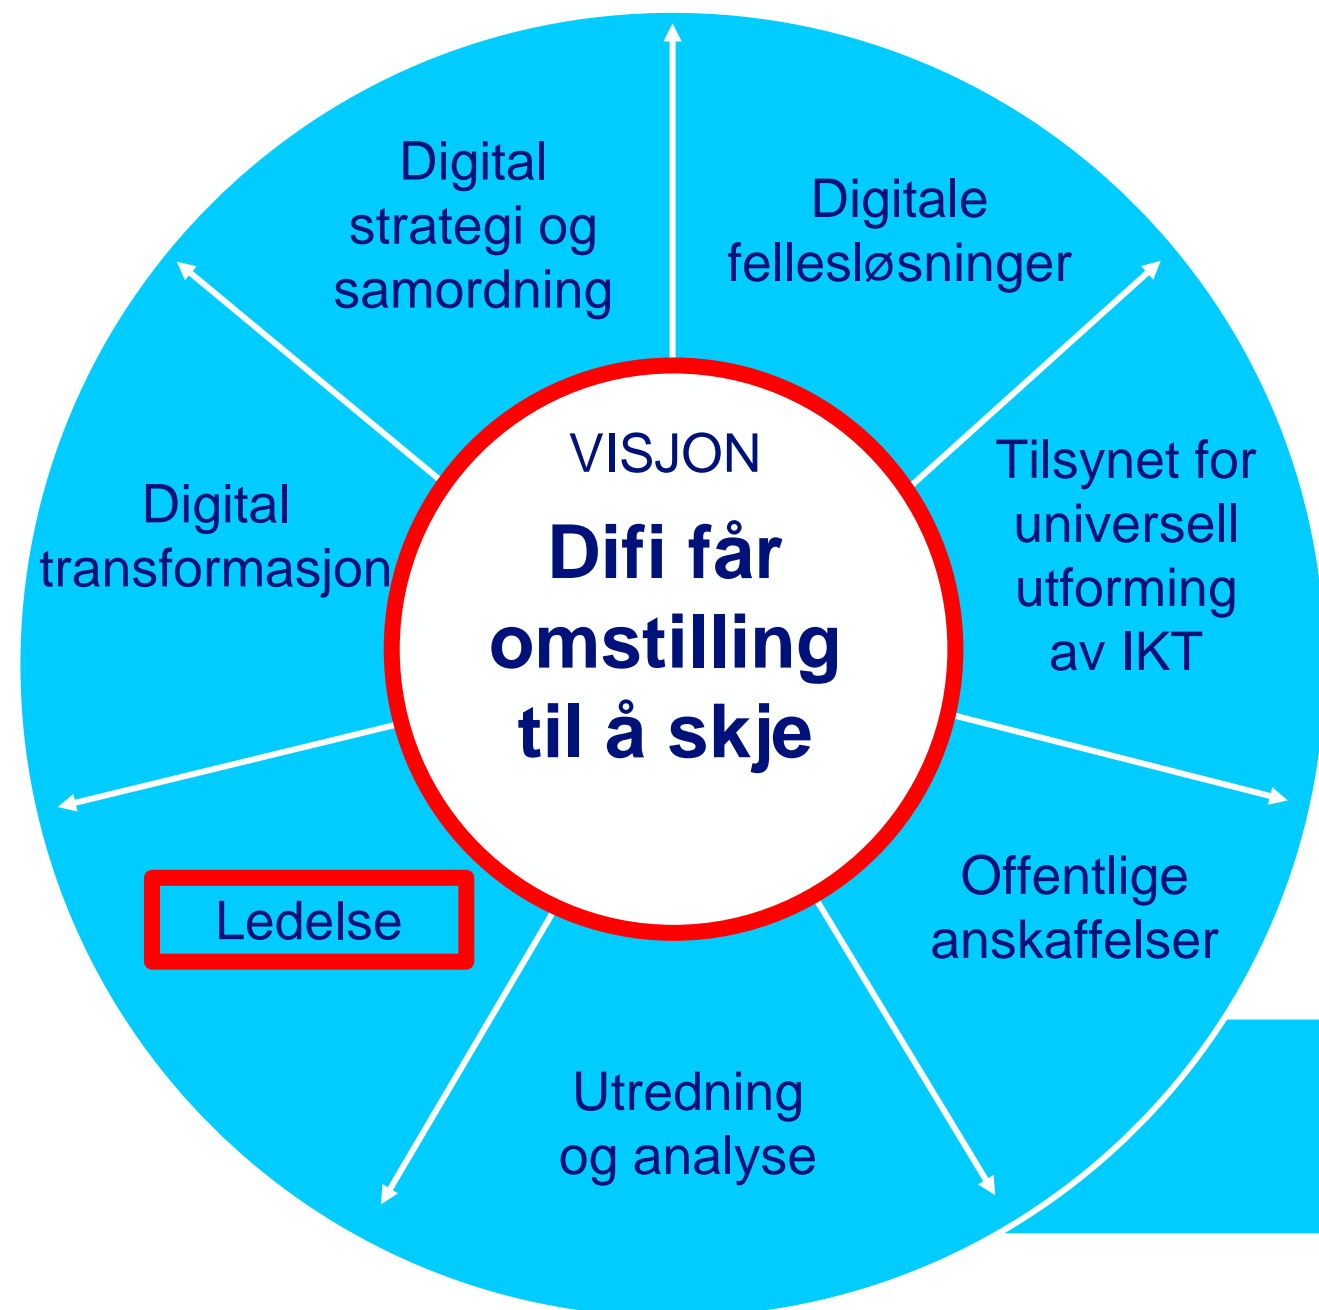 Digital
strategi og
samordning
Digitale
fellesløsninger
Tilsynet for
universell
utforming
av IKT
Offentlige
anskaffelser
Utredning
og analyse
Ledelse
Digital
transformasjon
VISJON
Difi får
omstilling
til å skje